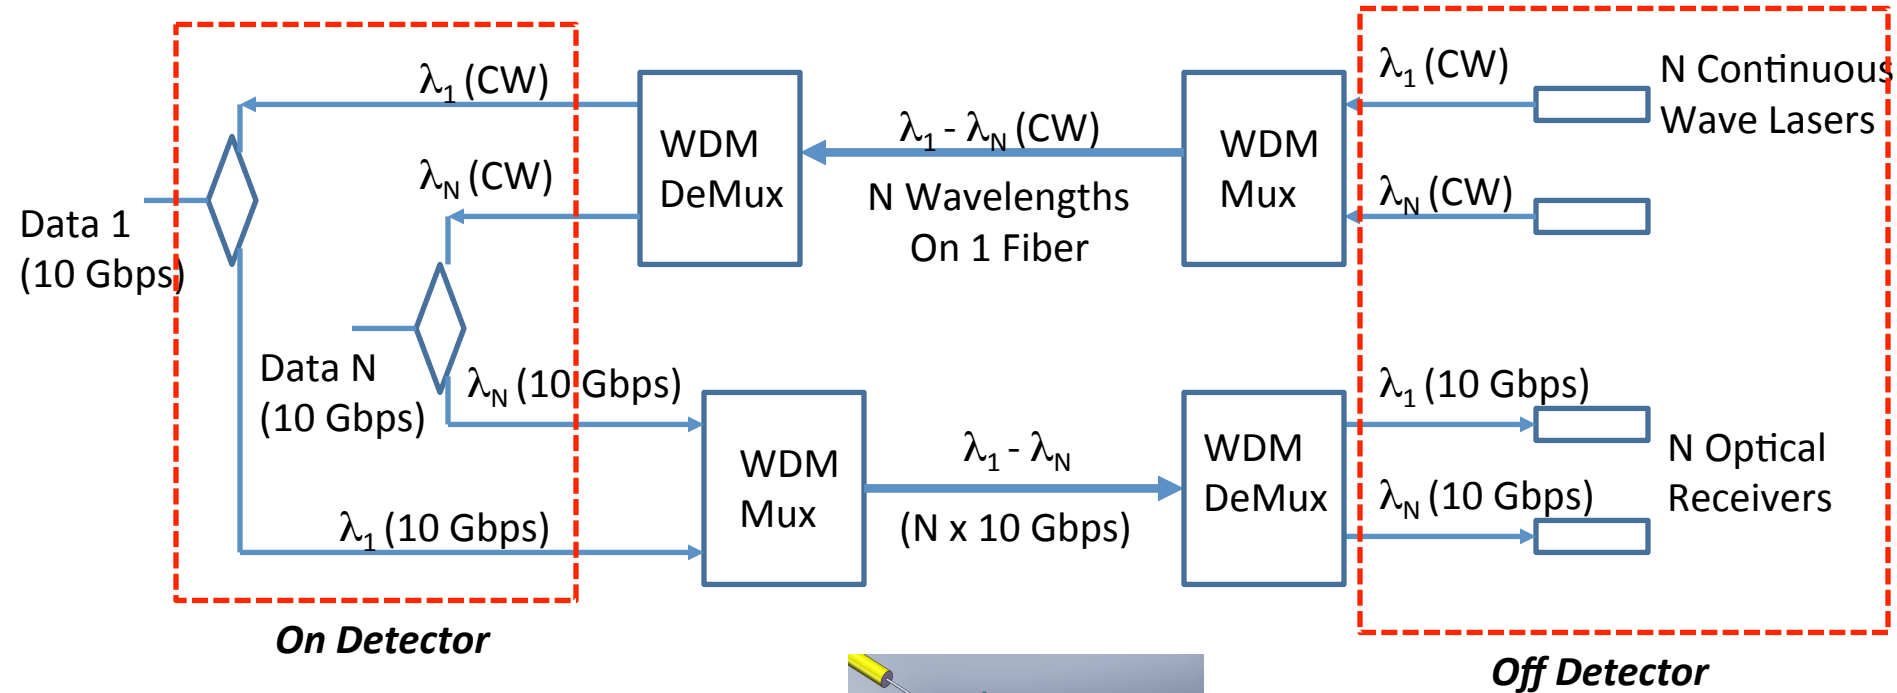 λ1 (CW)
λN (CW)
Data 1
(10 Gbps)
Data N
(10 Gbps)
λN (10 Gbps)
λ1 (10 Gbps)
On Detector
WDM
DeMux
λ1 - λN (CW)
N Wavelengths
On 1 Fiber
WDM
Mux
WDM
Mux
λ1 - λN
(N x 10 Gbps)
WDM
DeMux
λ1 (CW)
N Continuous
Wave Lasers
λN (CW)
λ1 (10 Gbps)
N Optical
Receivers
λN (10 Gbps)
Off Detector